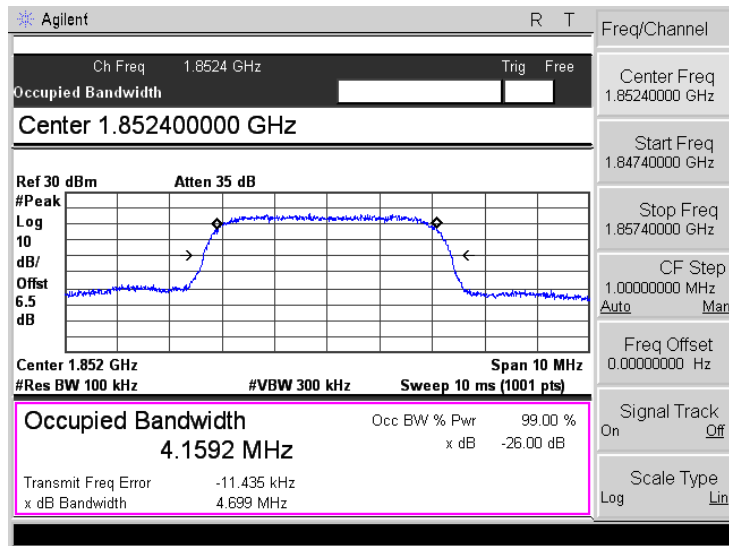 Agilent R T
Ch Freq 1.8524 GHz Trig Free
Occupied Bandwidth
Center 1.852400000 GHz
Ref 30 dBm Atten 35 dB
#Peak
Log
10
dB/
Offst
6.5
dB
Center 1.852 GHz Span 10 MHz
#Res BW 100 kHz #VBW 300 kHz Sweep 10 ms (1001 pts)
Occupied Bandwidth Occ BW % Pwr 99.00 %
4.1592 MHz x dB -26.00 dB
Transmit Freq Error -11.435 kHz
x dB Bandwidth 4.699 MHz
Freq/Channel
Center Freq
1.85240000 GHz
Start Freq
1.84740000 GHz
Stop Freq
1.85740000 GHz
CF Step
1.00000000 MHz
Auto Man
Freq Offset
0.00000000 Hz
Signal Track
On Off
Scale Type
Log Lin